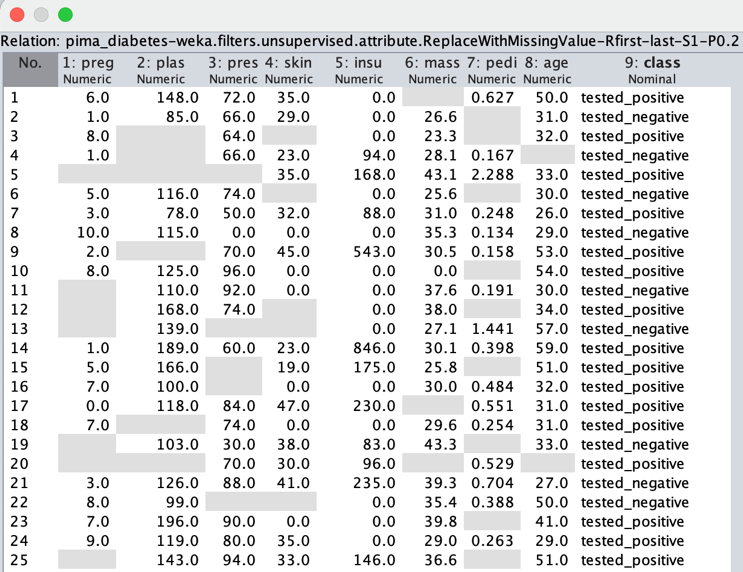 Relation: pima_diabetes-weka.filters.unsupervised.attribute.ReplaceWithMissingValue-Rfirst-last-S1-P0.2
No. 1: preg 2: plas 3: pres 4: skin 5: insu 6: mass 7: pedi 8: age 9: class
Numeric Numeric Numeric Numeric Numeric Numeric Numeric Numeric Nominal
1 6.0 148.0 72.0 35.0 0.0 0.627 50.0 tested_positive
2 1.0 85.0 66.0 29.0 0.0 26.6 31.0 tested_negative
3 8.0 64.0 0.0 23.3 32.0 tested_positive
4 1.0 66.0 23.0 94.0 28.1 0.167 tested_negative
5 35.0 168.0 43.1 2.288 33.0 tested_positive
6 5.0 116.0 74.0 0.0 25.6 30.0 tested_negative
7 3.0 78.0 50.0 32.0 88.0 31.0 0.248 26.0 tested_positive
8 10.0 115.0 0.0 0.0 0.0 35.3 0.134 29.0 tested_negative
9 2.0 70.0 45.0 543.0 30.5 0.158 53.0 tested_positive
10 8.0 125.0 96.0 0.0 0.0 0.0 54.0 tested_positive
11 110.0 92.0 0.0 0.0 37.6 0.191 30.0 tested_negative
12 168.0 74.0 0.0 38.0 34.0 tested_positive
13 139.0 0.0 27.1 1.441 57.0 tested_negative
14 1.0 189.0 60.0 23.0 846.0 30.1 0.398 59.0 tested_positive
15 5.0 166.0 19.0 175.0 25.8 51.0 tested_positive
16 7.0 100.0 0.0 0.0 30.0 0.484 32.0 tested_positive
17 0.0 118.0 84.0 47.0 230.0 0.551 31.0 tested_positive
18 7.0 74.0 0.0 0.0 29.6 0.254 31.0 tested_positive
19 103.0 30.0 38.0 83.0 43.3 33.0 tested_negative
20 70.0 30.0 96.0 0.529 tested_positive
21 3.0 126.0 88.0 41.0 235.0 39.3 0.704 27.0 tested_negative
22 8.0 99.0 0.0 35.4 0.388 50.0 tested_negative
23 7.0 196.0 90.0 0.0 0.0 39.8 41.0 tested_positive
24 9.0 119.0 80.0 35.0 0.0 29.0 0.263 29.0 tested_positive
25 143.0 94.0 33.0 146.0 36.6 51.0 tested_positive